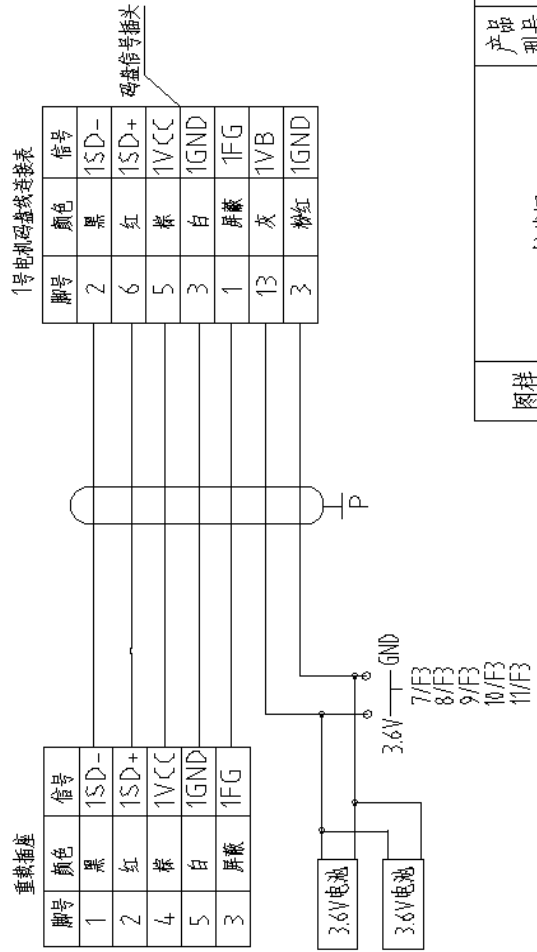 1号电机码盘线连接表
脚号 颜色 信号
2 黑 1SD-
6 红 1SD+
5 棕 1VCC
3 白 1GND
1 屏蔽 1FG
13 灰 1VB
3 粉红 1GND
码盘信号插头
P
重载插座
脚号 颜色 信号
1 黑 1SD-
2 红 1SD+
4 棕 1VCC
5 白 1GND
3 屏蔽 1FG
3.6V电池
3.6V电池
3.6V GND
7/F3
8/F3
9/F3
10/F3
11/F3
产品
图样